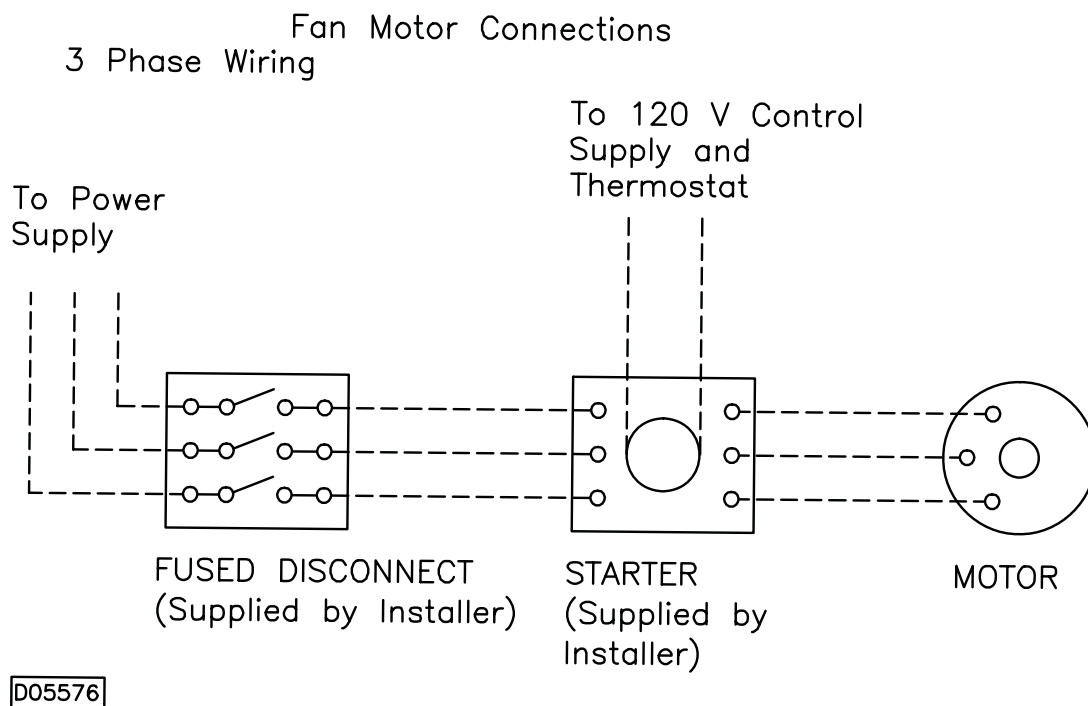 Fan Motor Connections
3 Phase Wiring
To 120 V Control
Supply and
Thermostat
To Power
Supply
FUSED DISCONNECT
(Supplied by Installer)
STARTER
(Supplied by
Installer)
MOTOR
D05576